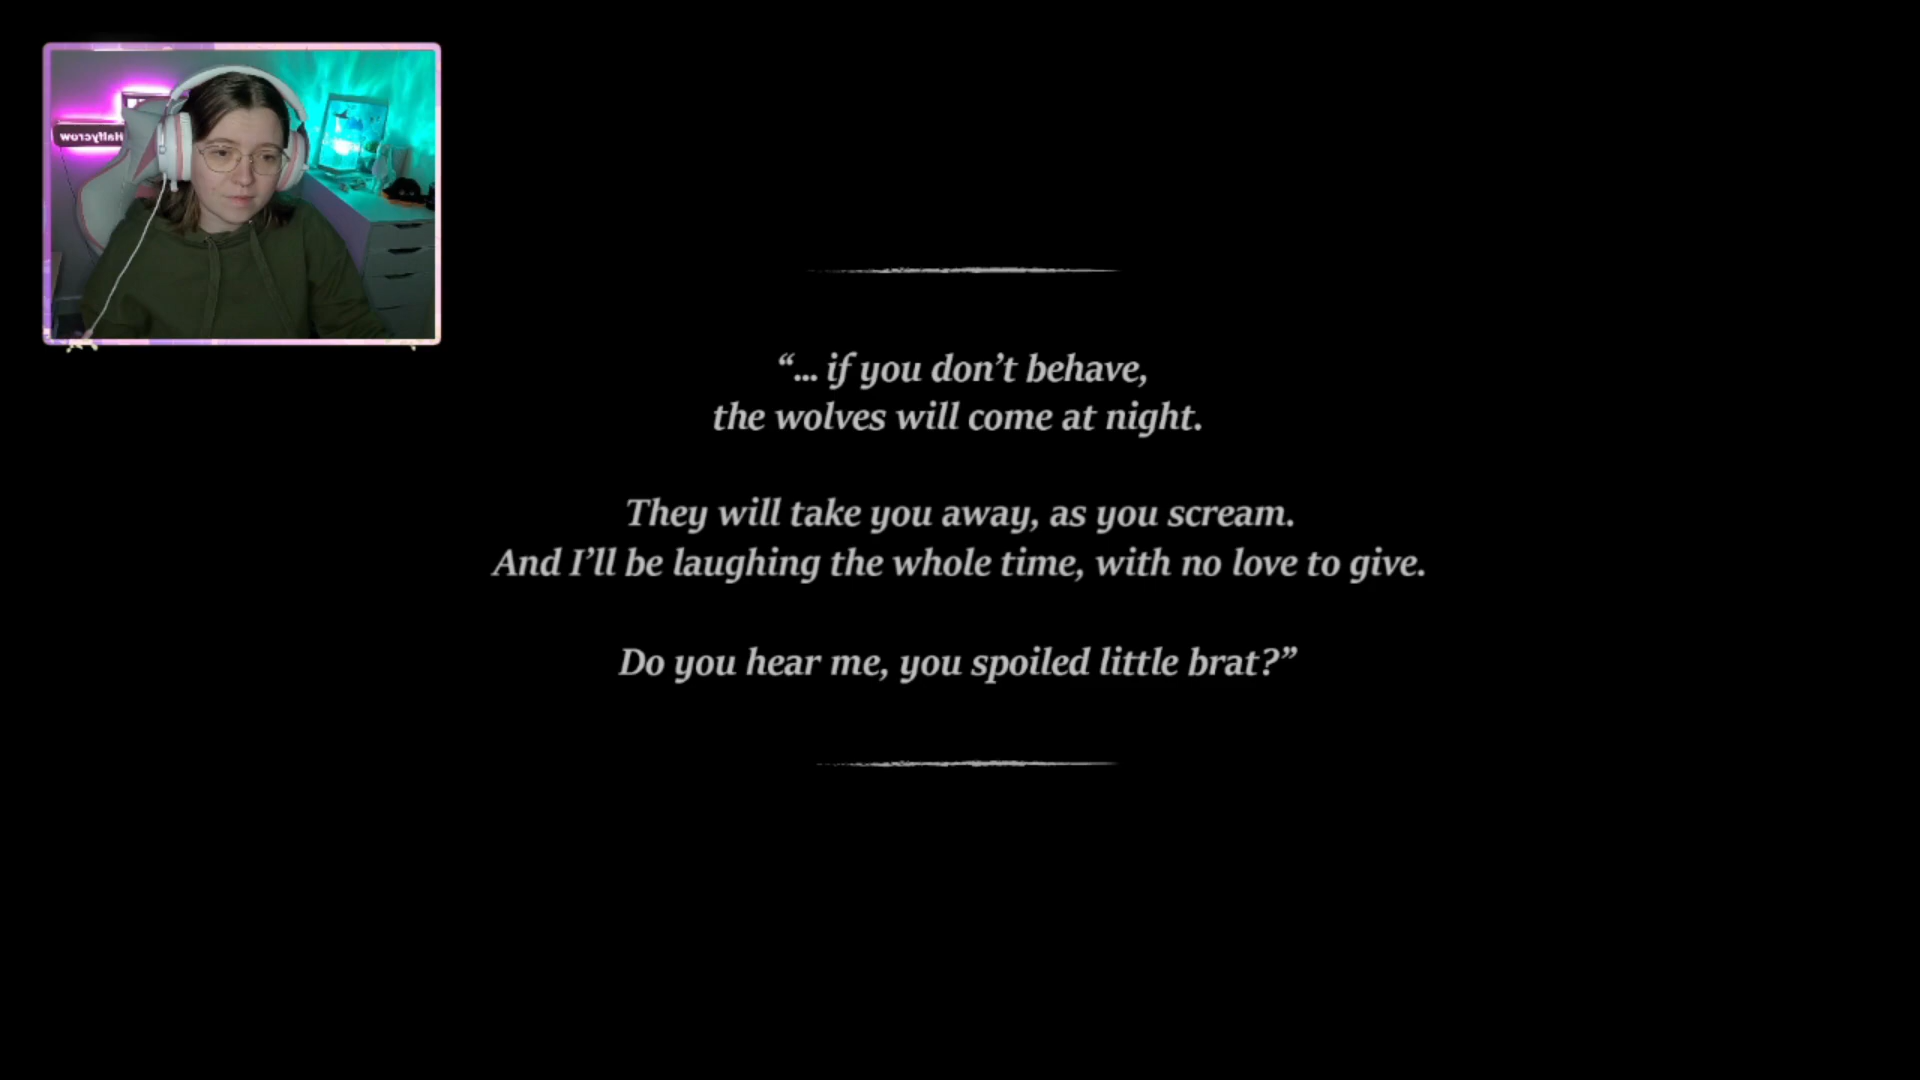 Halfycrow
“... if you don’t behave,
the wolves will come at night.
They will take you away, as you scream.
And I’ll be laughing the whole time, with no love to give.
Do you hear me, you spoiled little brat?”